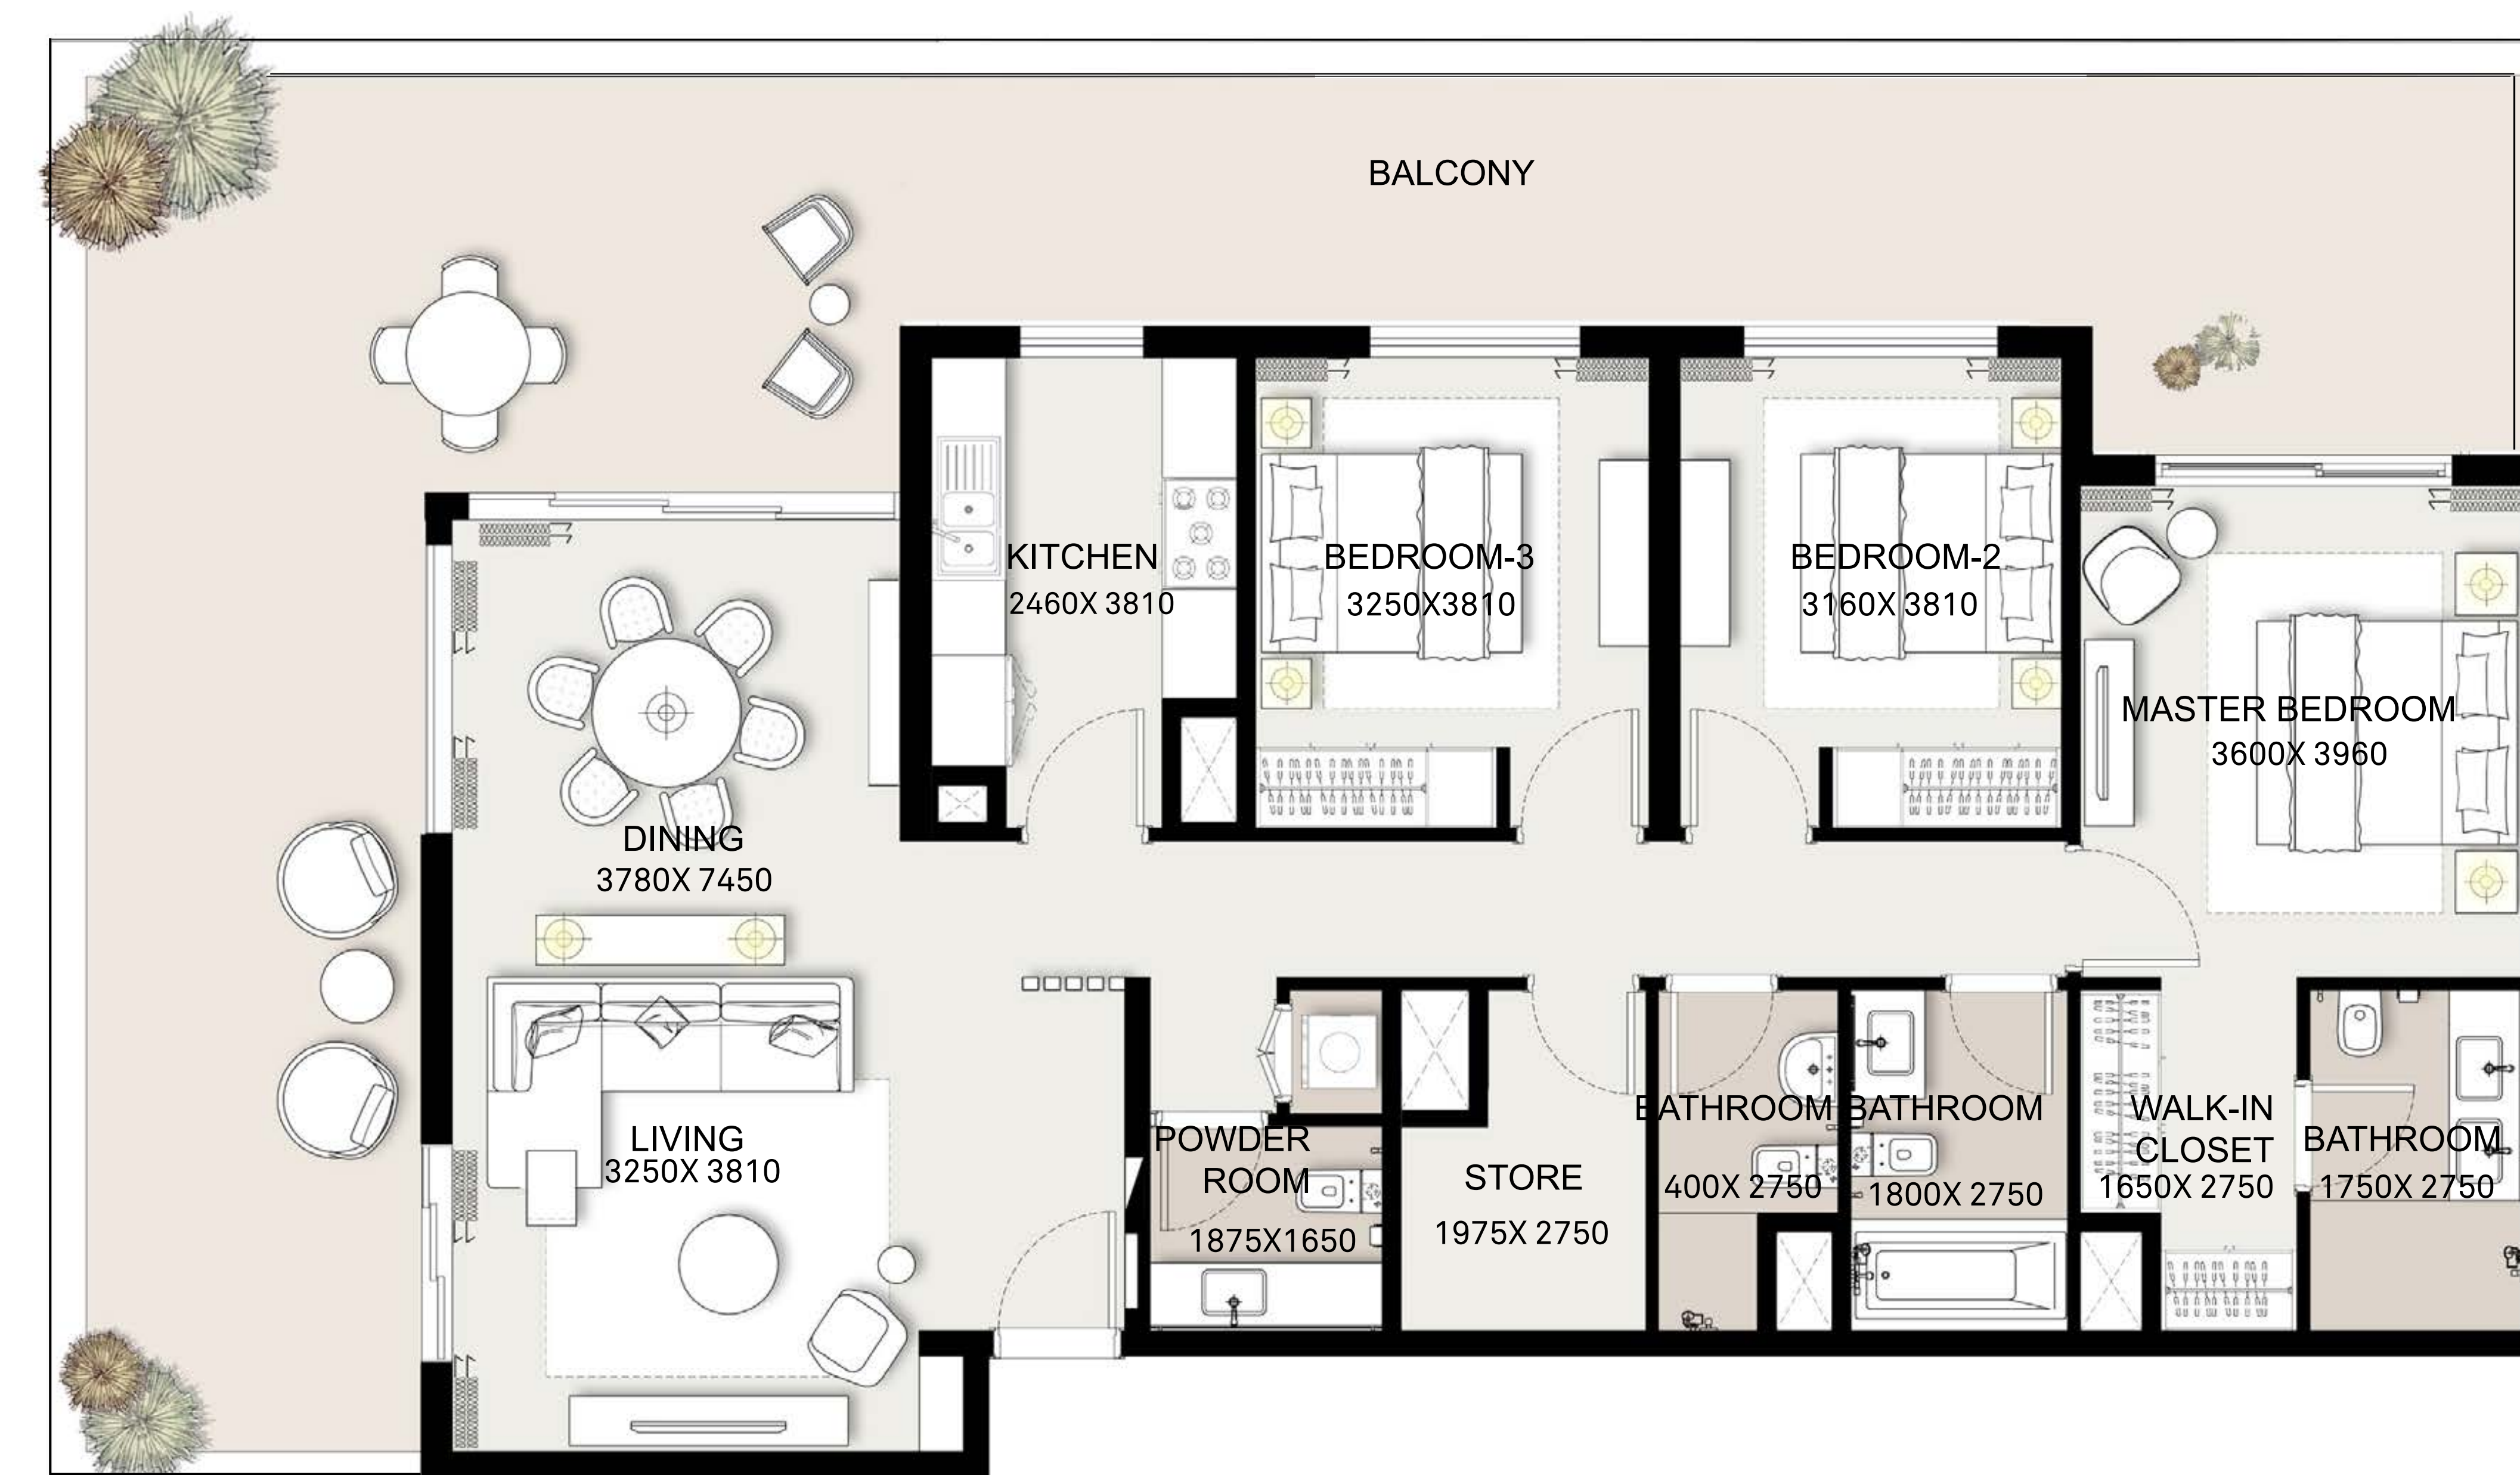 BALCONY
KITCHEN
2460X 3810
BEDROOM-3
3250X3810
BEDROOM-2
3160X 3810
MASTER BEDROOM
3600X 3960
DINING
3780X 7450
LIVING
3250X 3810
POWDER
ROOM
1875X1650
STORE
1975X 2750
BATHROOM
400X 2750
BATHROOM
1800X 2750
WALK-IN
CLOSET
1650X 2750
BATHROOM
1750X 2750